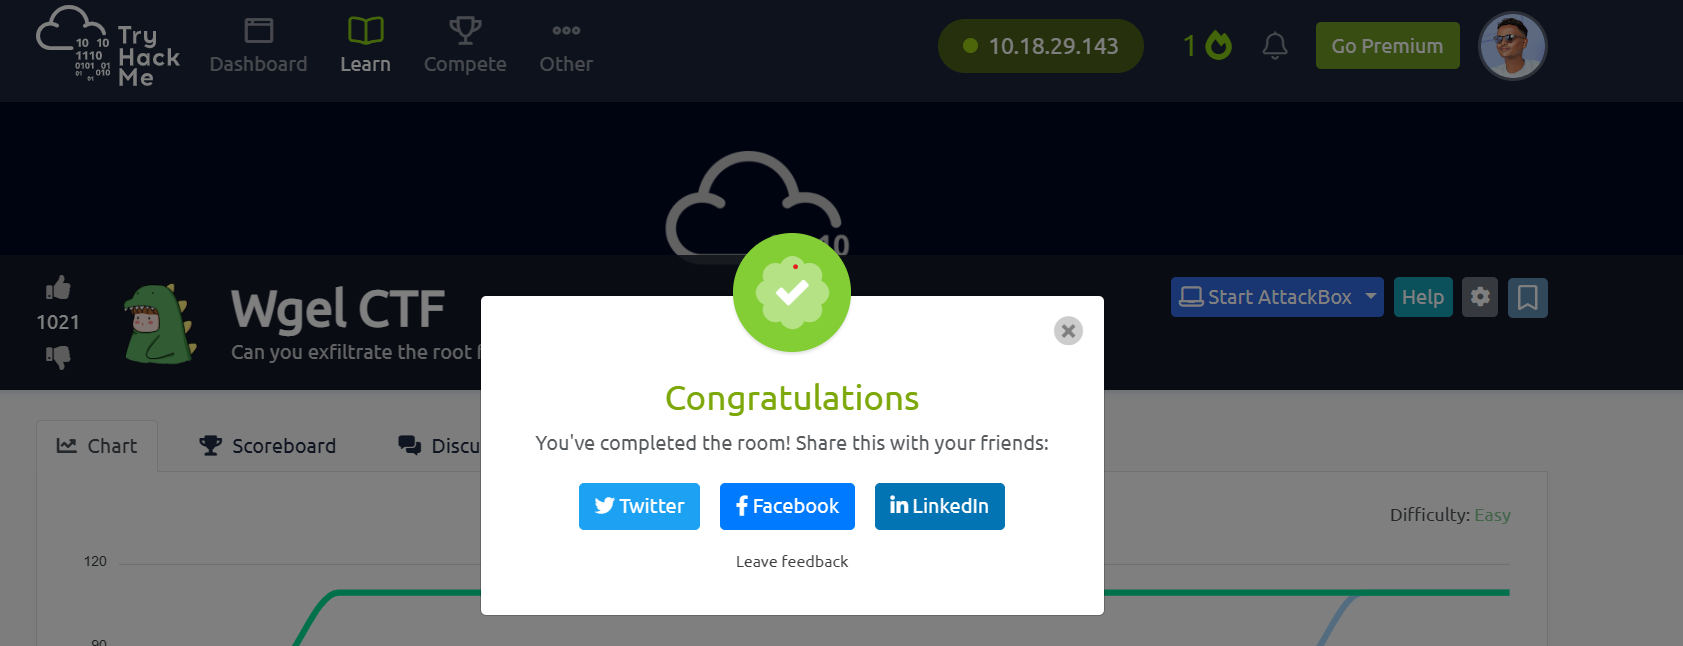 Try
Hack
Me
10 10
1110
0101 01
01 01 010
Dashboard
Learn
Compete
Other
10.18.29.143
1
Go Premium
10
1021
Wgel CTF
Can you exfiltrate the root
Start AttackBox
Help
Congratulations
You've completed the room! Share this with your friends:
Twitter
Facebook
LinkedIn
Leave feedback
Chart
Scoreboard
Discu
Difficulty: Easy
120
90